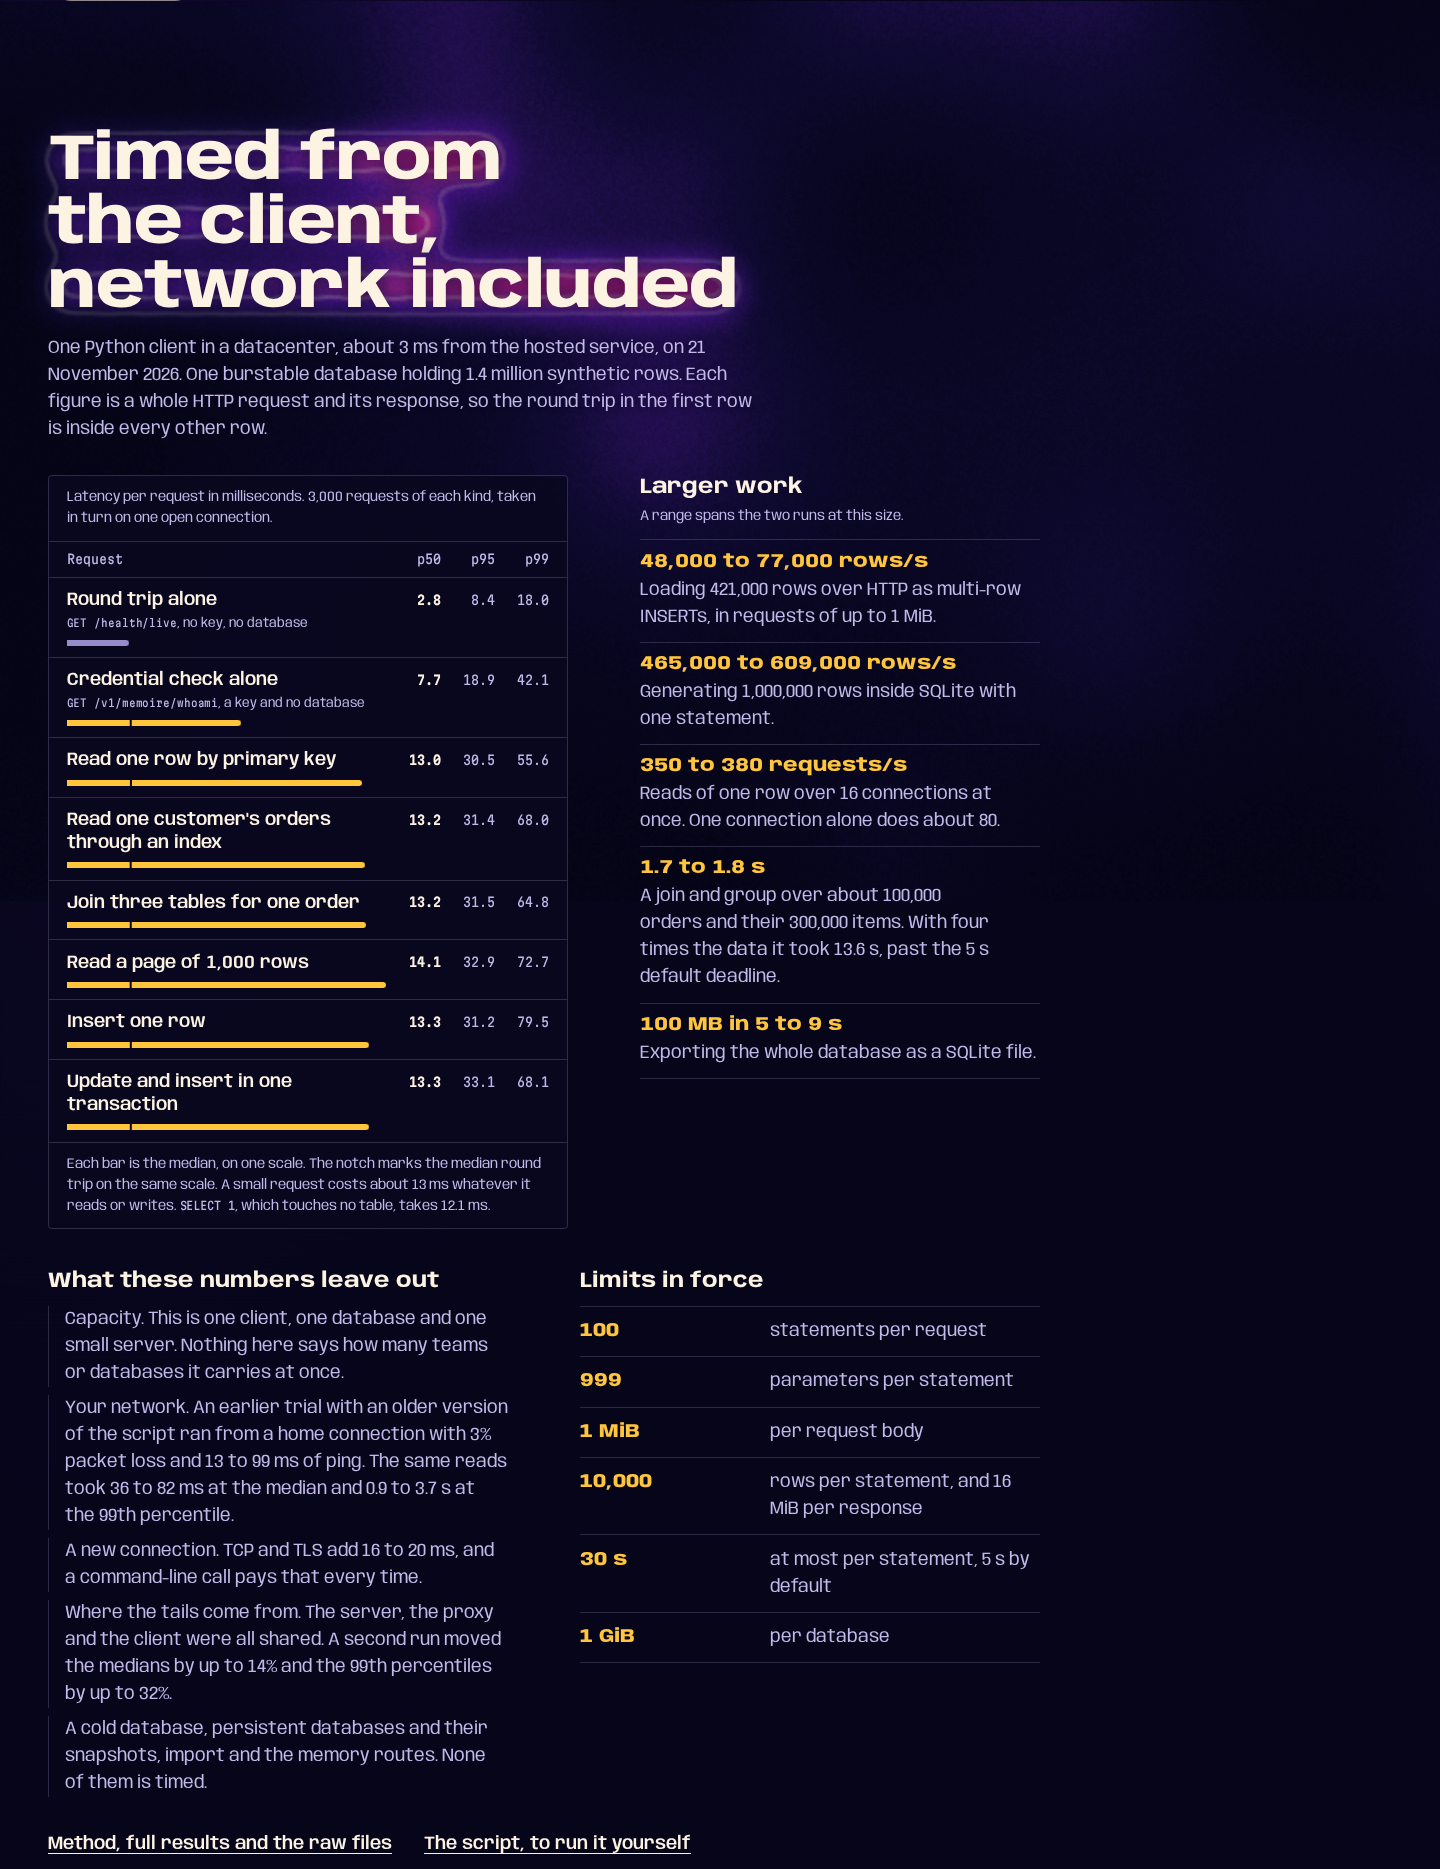 Timed from
the client,
network included
One Python client in a datacenter, about 3 ms from the hosted service, on 21
November 2026. One burstable database holding 1.4 million synthetic rows. Each
figure is a whole HTTP request and its response, so the round trip in the first row
is inside every other row.
Latency per request in milliseconds. 3,000 requests of each kind, taken
in turn on one open connection.
Request p50 p95 p99
Round trip alone 2.8 8.4 18.0
GET /health/live, no key, no database
Credential check alone 7.7 18.9 42.1
GET /v1/memoire/whoami, a key and no database
Read one row by primary key 13.0 30.5 55.6
Read one customer's orders 13.2 31.4 68.0
through an index
Join three tables for one order 13.2 31.5 64.8
Read a page of 1,000 rows 14.1 32.9 72.7
Insert one row 13.3 31.2 79.5
Update and insert in one 13.3 33.1 68.1
transaction
Each bar is the median, on one scale. The notch marks the median round
trip on the same scale. A small request costs about 13 ms whatever it
reads or writes. SELECT 1, which touches no table, takes 12.1 ms.
Larger work
A range spans the two runs at this size.
48,000 to 77,000 rows/s
Loading 421,000 rows over HTTP as multi-row
INSERTs, in requests of up to 1 MiB.
465,000 to 609,000 rows/s
Generating 1,000,000 rows inside SQLite with
one statement.
350 to 380 requests/s
Reads of one row over 16 connections at
once. One connection alone does about 80.
1.7 to 1.8 s
A join and group over about 100,000
orders and their 300,000 items. With four
times the data it took 13.6 s, past the 5 s
default deadline.
100 MB in 5 to 9 s
Exporting the whole database as a SQLite file.
What these numbers leave out
Capacity. This is one client, one database and one
small server. Nothing here says how many teams
or databases it carries at once.
Your network. An earlier trial with an older version
of the script ran from a home connection with 3%
packet loss and 13 to 99 ms of ping. The same reads
took 36 to 82 ms at the median and 0.9 to 3.7 s at
the 99th percentile.
A new connection. TCP and TLS add 16 to 20 ms, and
a command-line call pays that every time.
Where the tails come from. The server, the proxy
and the client were all shared. A second run moved
the medians by up to 14% and the 99th percentiles
by up to 32%.
A cold database, persistent databases and their
snapshots, import and the memory routes. None
of them is timed.
Limits in force
100 statements per request
999 parameters per statement
1 MiB per request body
10,000 rows per statement, and 16
MiB per response
30 s at most per statement, 5 s by
default
1 GiB per database
Method, full results and the raw files The script, to run it yourself